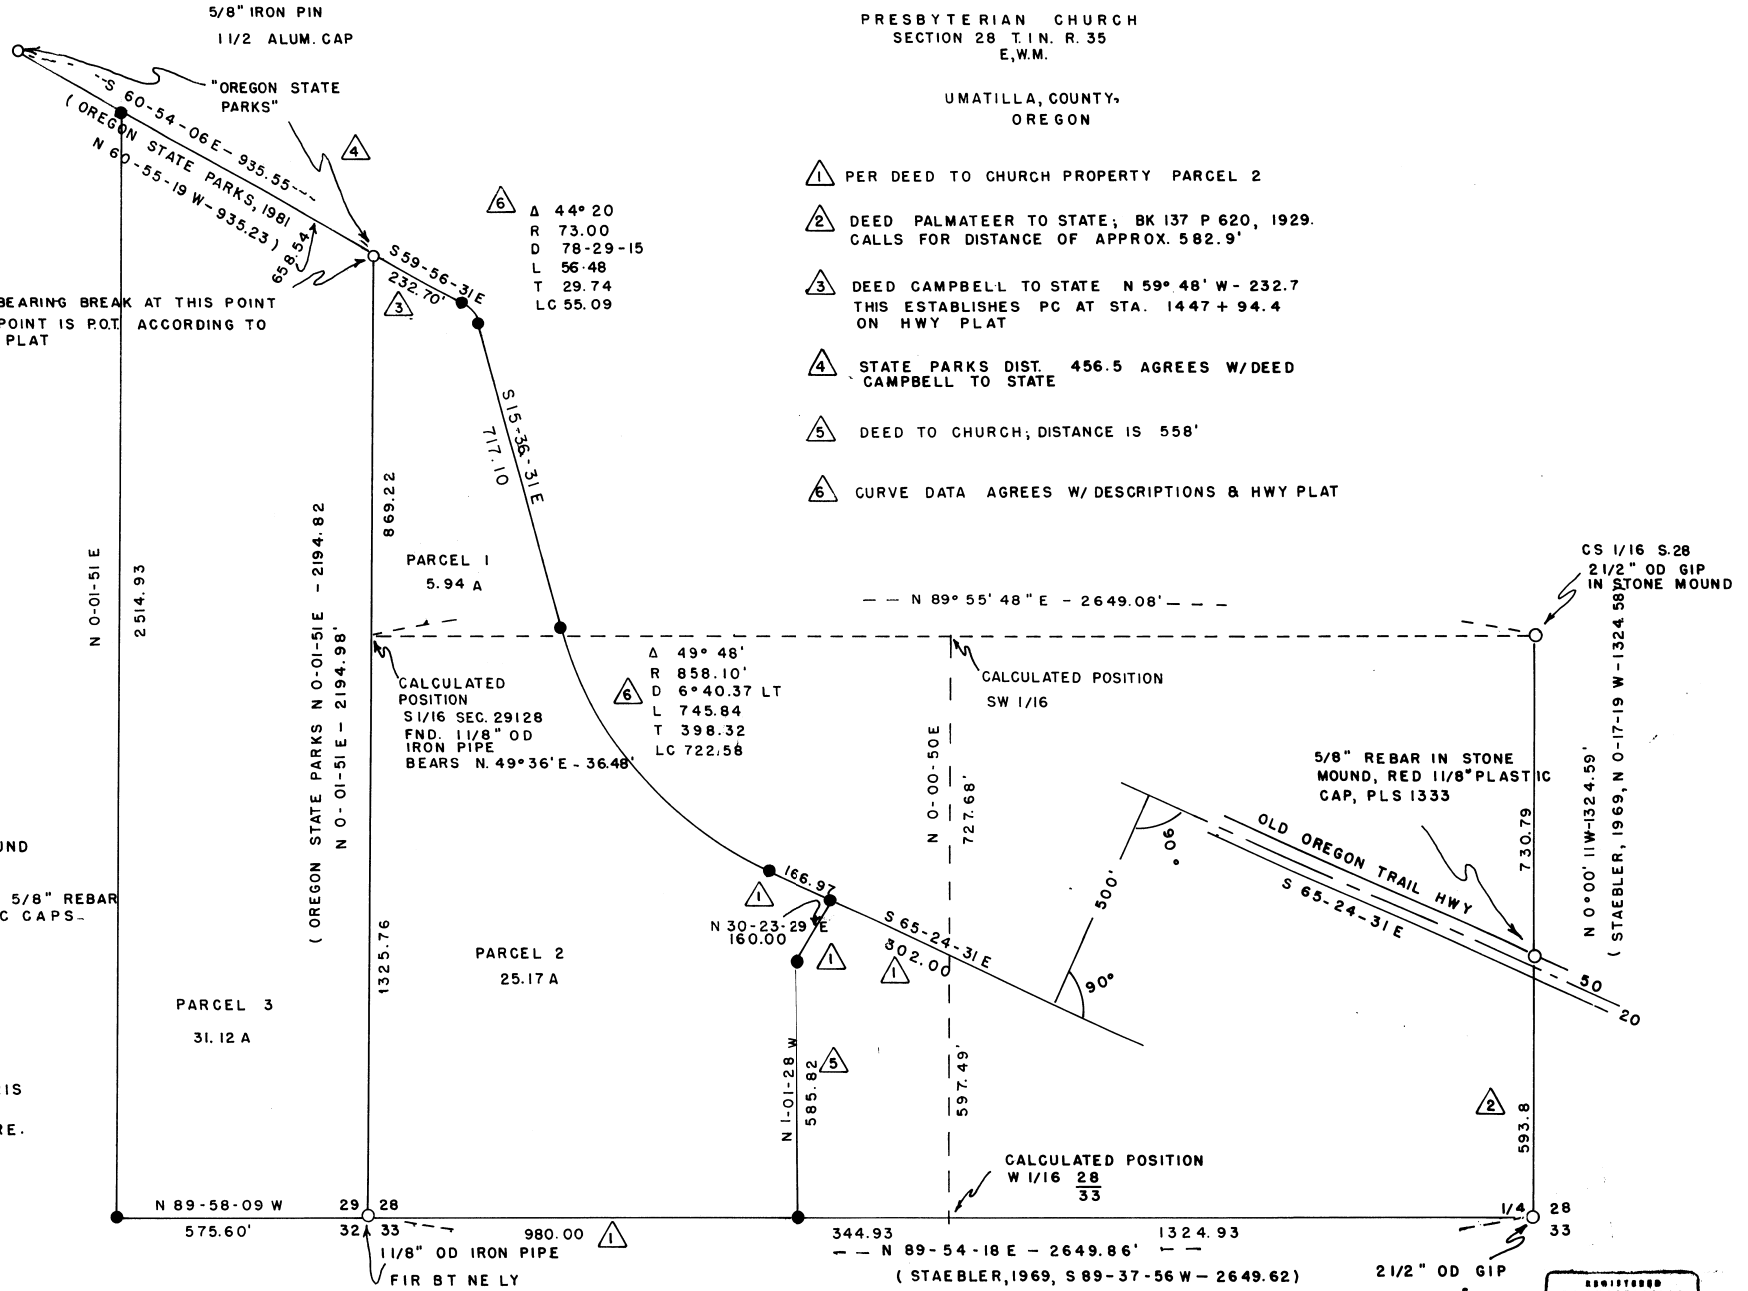 5/8" IRON PIN
1 1/2 ALUM. CAP
"OREGON STATE
PARKS"
PRESBYTERIAN CHURCH
SECTION 28 T.1N. R. 35
E,W.M.
UMATILLA, COUNTY,
OREGON
S 60-54-06 E - 935.55
( OREGON STATE PARKS, 1981
N 60-55-19 W - 935.23 )
658.54
4
S 59-56-31 E
232.70'
3
6
Δ 44° 20
R 73.00
D 78-29-15
L 56.48
T 29.74
LC 55.09
1 PER DEED TO CHURCH PROPERTY PARCEL 2
2 DEED PALMATEER TO STATE; BK 137 P 620, 1929.
CALLS FOR DISTANCE OF APPROX. 582.9'
3 DEED CAMPBELL TO STATE N 59° 48' W - 232.7
THIS ESTABLISHES PC AT STA. 1447 + 94.4
ON HWY PLAT
4 STATE PARKS DIST. 456.5 AGREES W/DEED
CAMPBELL TO STATE
5 DEED TO CHURCH; DISTANCE IS 558'
6 CURVE DATA AGREES W/ DESCRIPTIONS & HWY PLAT
BEARING BREAK AT THIS POINT
POINT IS P.O.T. ACCORDING TO
PLAT
S 15-36-31 E
717.10
869.22
N 0-01-51 E
2514.93
( OREGON STATE PARKS N 0-01-51 E - 2194.82
N 0-01-51 E - 2194.98'
PARCEL 1
5.94 A
— — N 89° 55' 48" E - 2649.08' — — —
CS 1/16 S.28
2 1/2" OD GIP
IN STONE MOUND
CALCULATED
POSITION
S 1/16 SEC. 29128
FND. 1 1/8" OD
IRON PIPE
BEARS N. 49°36' E - 36.48'
6
Δ 49° 48'
R 858.10'
D 6° 40.37 LT
L 745.84
T 398.32
LC 722.58
CALCULATED POSITION
SW 1/16
N 0-00-50 E
727.68'
5/8" REBAR IN STONE
MOUND, RED 1 1/8" PLASTIC
CAP, PLS 1333
730.79
N 0° 00' 11 W - 1324.59'
( STAEBLER, 1969, N 0-17-19 W - 1324.58)
OLD OREGON TRAIL HWY
S 65-24-31 E
50
20
90°
500'
90°
UND
5/8" REBAR
C CAPS
166.97
1
N 30-23-29 E
160.00
1
S 65-24-31 E
302.00
1
1325.76
PARCEL 2
25.17 A
PARCEL 3
31.12 A
N 1-01-28 W
585.82
5
597.49'
2
593.8
IS
RE.
CALCULATED POSITION
W 1/16 28
33
N 89-58-09 W
575.60'
29 28
32 33
980.00 1
344.93
1324.93
1/4 28
33
1 1/8" OD IRON PIPE
FIR BT NE LY
— — N 89-54-18 E - 2649.86' — —
( STAEBLER, 1969, S 89-37-56 W - 2649.62 )
2 1/2" OD GIP
REGISTERED